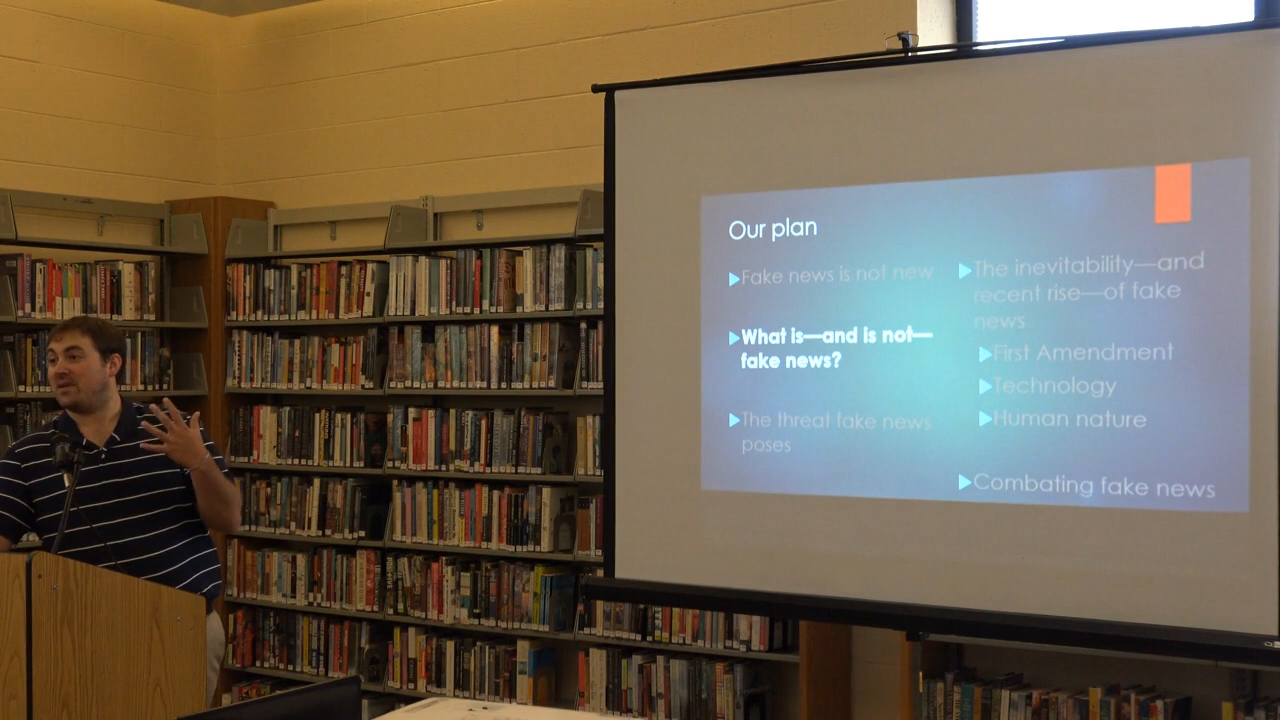 Our plan
Fake news is not new
What is—and is not—
fake news?
The threat fake news
poses
The inevitability—and
recent rise—of fake
news
First Amendment
Technology
Human nature
Combating fake news